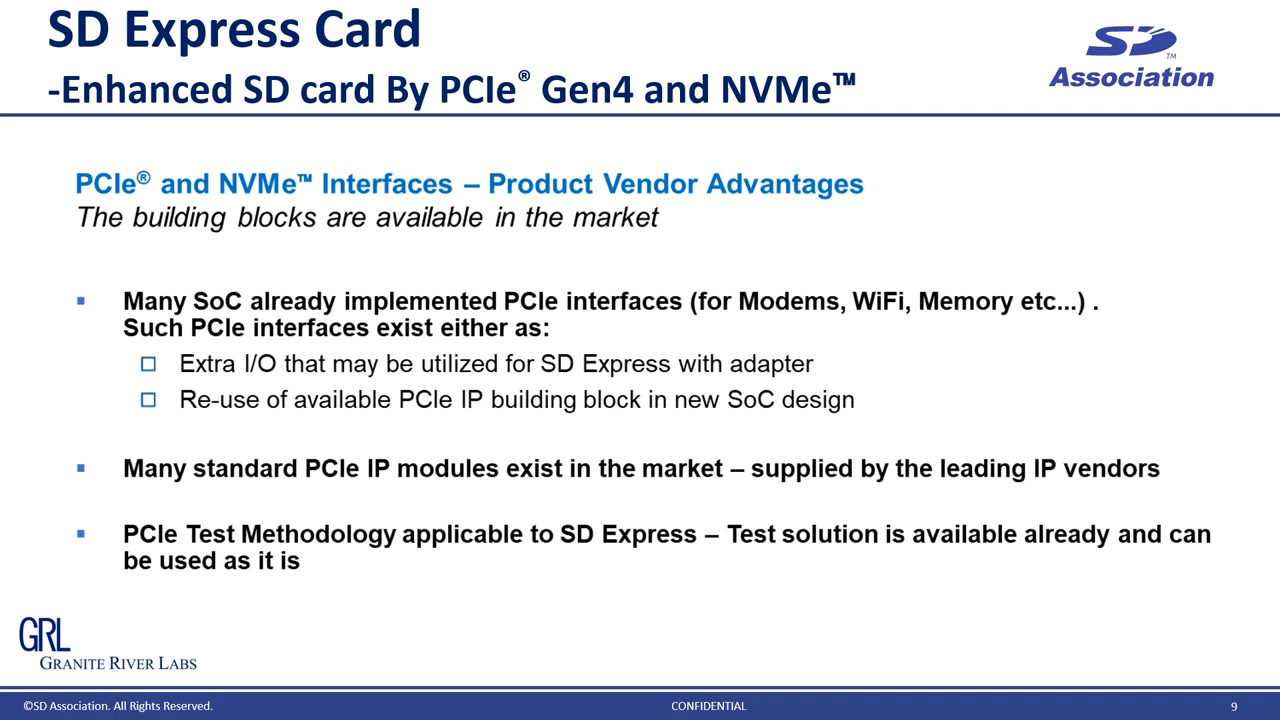 SD Express Card
-Enhanced SD card By PCIe® Gen4 and NVMe™
SD
TM
Association
PCIe® and NVMe™ Interfaces – Product Vendor Advantages
The building blocks are available in the market
Many SoC already implemented PCIe interfaces (for Modems, WiFi, Memory etc...) .
Such PCIe interfaces exist either as:
Extra I/O that may be utilized for SD Express with adapter
Re-use of available PCIe IP building block in new SoC design
Many standard PCIe IP modules exist in the market – supplied by the leading IP vendors
PCIe Test Methodology applicable to SD Express – Test solution is available already and can
be used as it is
GRL
GRANITE RIVER LABS
©SD Association. All Rights Reserved.
CONFIDENTIAL
9